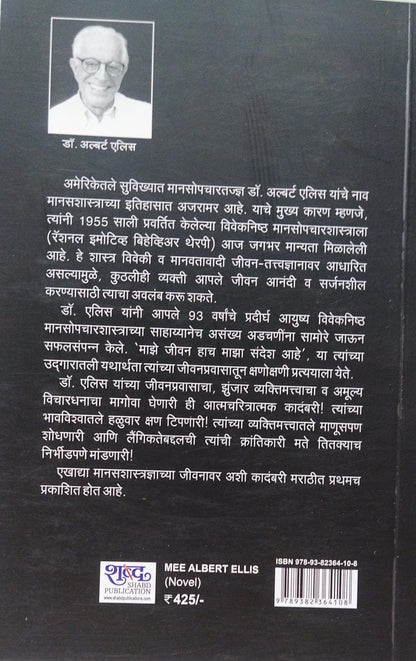 डॉ. अल्बर्ट एलिस
अमेरिकेतले सुविख्यात मानसोपचारतज्ज्ञ डॉ. अल्बर्ट एलिस यांचे नाव
मानसशास्त्राच्या इतिहासात अजरामर आहे. याचे मुख्य कारण म्हणजे,
त्यांनी 1955 साली प्रवर्तित केलेल्या विवेकनिष्ठ मानसोपचारशास्त्राला
(रॅशनल इमोटिव्ह बिहेव्हिअर थेरपी) आज जगभर मान्यता मिळालेली
आहे. हे शास्त्र विवेकी व मानवतावादी जीवन-तत्त्वज्ञानावर आधारित
असल्यामुळे, कुठलीही व्यक्ती आपले जीवन आनंदी व सर्जनशील
करण्यासाठी त्याचा अवलंब करू शकते.
डॉ. एलिस यांनी आपले 93 वर्षांचे प्रदीर्घ आयुष्य विवेकनिष्ठ
मानसोपचारशास्त्राच्या साहाय्यानेच असंख्य अडचणींना सामोरे जाऊन
सफलसंपन्न केले. `माझे जीवन हाच माझा संदेश आहे’, या त्यांच्या
उद्‍गारातली यथार्थता त्यांच्या जीवनप्रवासातून क्षणोक्षणी प्रत्ययाला येते.
डॉ. एलिस यांच्या जीवनप्रवासाचा, झुंजार व्यक्तिमत्त्वाचा व अमूल्य
विचारधनाचा मागोवा घेणारी ही आत्मचरित्रात्मक कादंबरी! त्यांच्या
भावविश्वातले हळुवार क्षण टिपणारी! त्यांच्या व्यक्तिमत्त्वातले माणूसपण
शोधणारी आणि लैंगिकतेबद्दलची त्यांची क्रांतिकारी मते तितक्याच
निर्भीडपणे मांडणारी!
एखाद्या मानसशास्त्रज्ञाच्या जीवनावर अशी कादंबरी मराठीत प्रथमच
प्रकाशित होत आहे.
शब्द
SHABD
PUBLICATION
www.shabdpublications.com
MEE ALBERT ELLIS
(Novel)
₹ 425/-
ISBN 978-93-82364-10-8
9 789382 364108